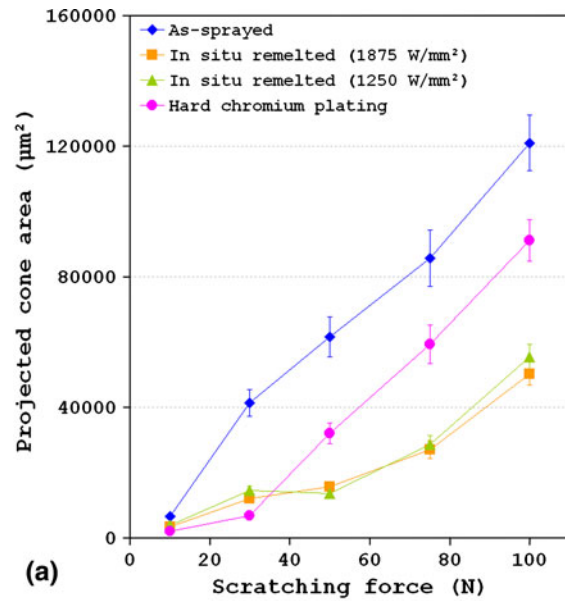 160000
As-sprayed
In situ remelted (1875 W/mm²)
In situ remelted (1250 W/mm²)
Hard chromium plating
120000
80000
40000
0
Projected cone area (µm²)
0 20 40 60 80 100
Scratching force (N)
(a)